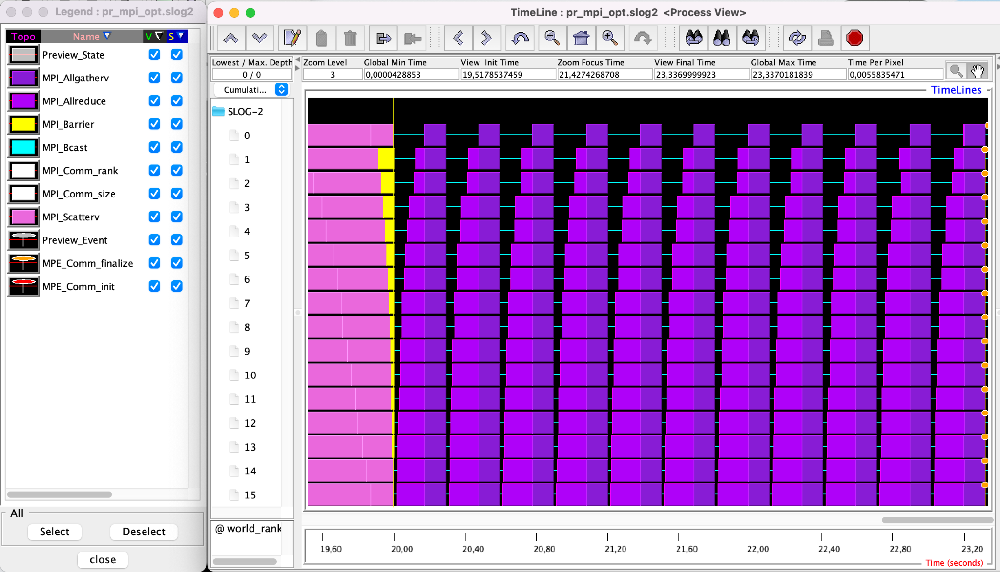 Legend : pr_mpi_opt.slog2
Topo Name V S
Preview_State
MPI_Allgatherv
MPI_Allreduce
MPI_Barrier
MPI_Bcast
MPI_Comm_rank
MPI_Comm_size
MPI_Scatterv
Preview_Event
MPE_Comm_finalize
MPE_Comm_init
All
Select Deselect
close
TimeLine : pr_mpi_opt.slog2 <Process View>
Lowest / Max. Depth Zoom Level Global Min Time View Init Time Zoom Focus Time View Final Time Global Max Time Time Per Pixel
0 / 0 3 0,0000428853 19,5178537459 21,4274268708 23,3369999923 23,3370181839 0,0055835471
Cumulati... TimeLines
SLOG-2
0
1
2
3
4
5
6
7
8
9
10
11
12
13
14
15
@ world_rank
19,60 20,00 20,40 20,80 21,20 21,60 22,00 22,40 22,80 23,20
Time (seconds)